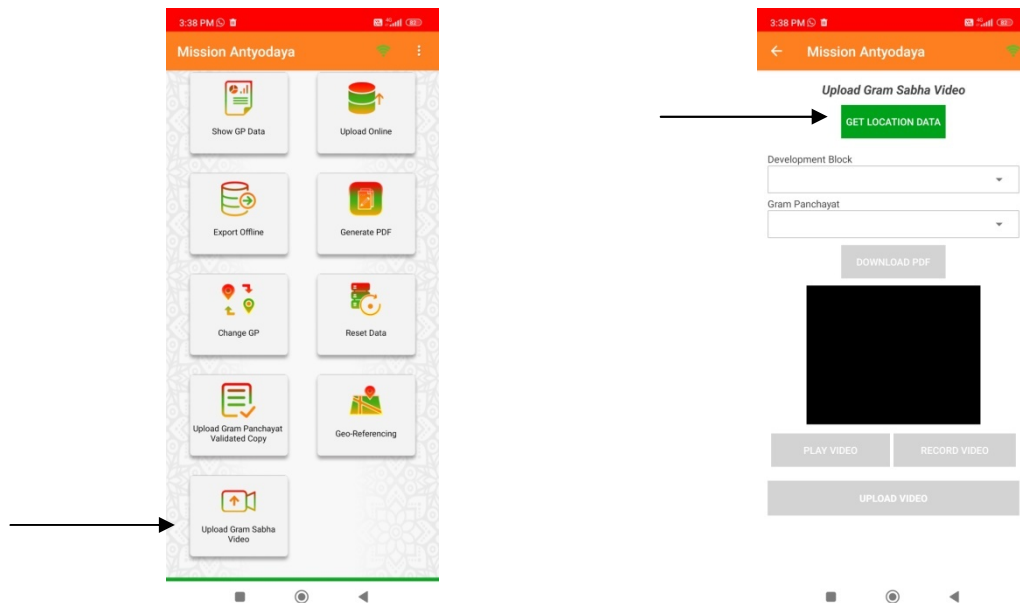 3:38 PM
Mission Antyodaya
Show GP Data
Upload Online
Export Offline
Generate PDF
Change GP
Reset Data
Upload Gram Panchayat
Validated Copy
Geo-Referencing
Upload Gram Sabha
Video
3:38 PM
Mission Antyodaya
Upload Gram Sabha Video
GET LOCATION DATA
Development Block
Gram Panchayat
DOWNLOAD PDF
PLAY VIDEO
RECORD VIDEO
UPLOAD VIDEO